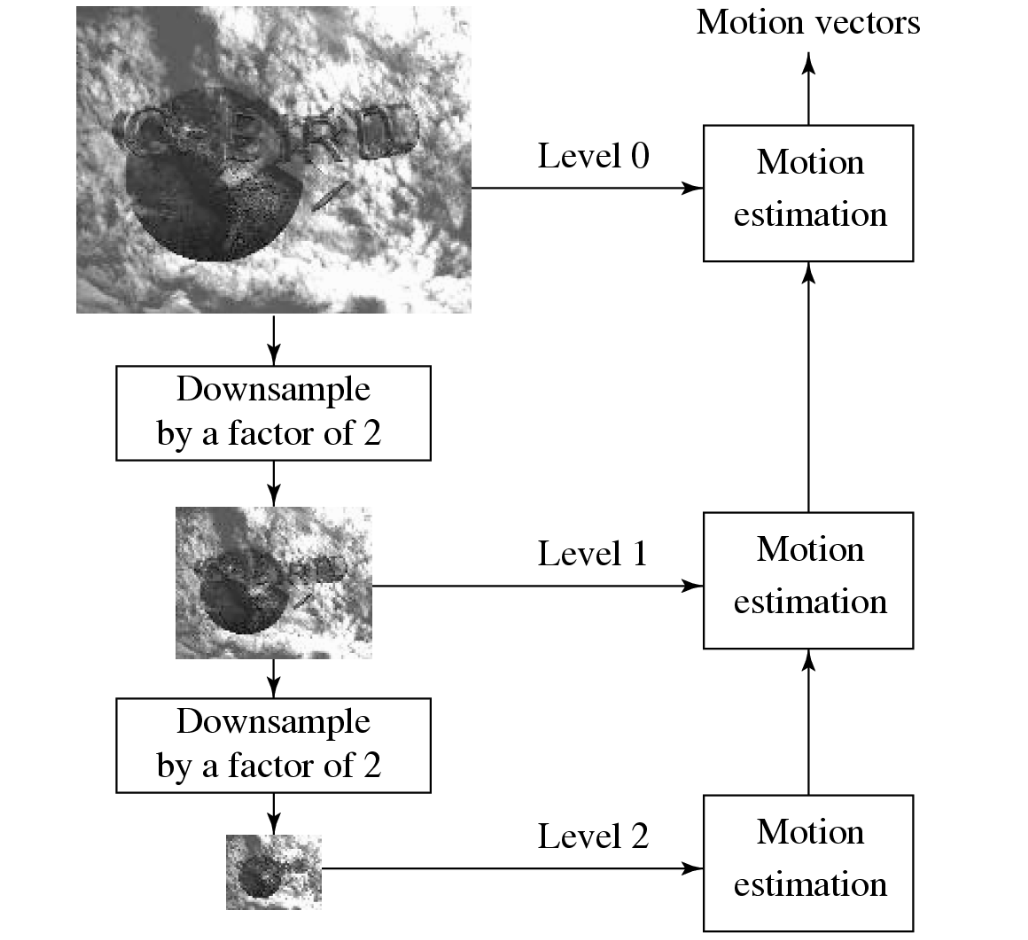 Motion vectors
Level 0
Motion
estimation
Downsample
by a factor of 2
Level 1
Motion
estimation
Downsample
by a factor of 2
Level 2
Motion
estimation